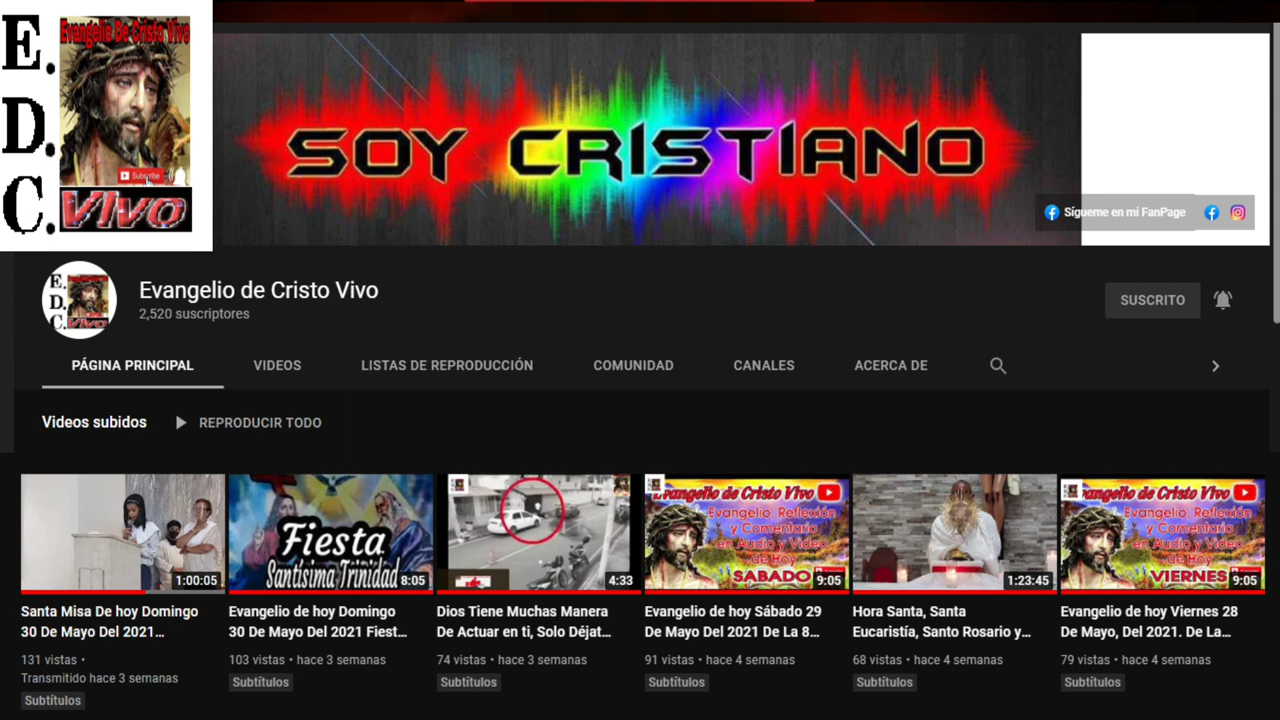 E.
D.
C.
Evangelio De Cristo Vivo
Subscribe
Vivo
SOY CRISTIANO
Sígueme en mi FanPage
E.
D.
C. Vivo
Evangelio de Cristo Vivo
2,520 suscriptores
SUSCRITO
PÁGINA PRINCIPAL VIDEOS LISTAS DE REPRODUCCIÓN COMUNIDAD CANALES ACERCA DE
Videos subidos REPRODUCIR TODO
1:00:05
Santa Misa De hoy Domingo
30 De Mayo Del 2021...
131 vistas •
Transmitido hace 3 semanas
Subtítulos
Fiesta
Santísima Trinidad
8:05
Evangelio de hoy Domingo
30 De Mayo Del 2021 Fiest...
103 vistas • hace 3 semanas
Subtítulos
4:33
Dios Tiene Muchas Manera
De Actuar en ti, Solo Déjat...
74 vistas • hace 3 semanas
Subtítulos
Evangelio de Cristo Vivo
Evangelio, Reflexión
y Comentario
en Audio y Video
de Hoy
SABADO
9:05
Evangelio de hoy Sábado 29
De Mayo Del 2021 De La 8...
91 vistas • hace 4 semanas
Subtítulos
1:23:45
Hora Santa, Santa
Eucaristía, Santo Rosario y...
68 vistas • hace 4 semanas
Subtítulos
Evangelio de Cristo Vivo
Evangelio, Reflexión
y Comentario
en Audio y Video
de Hoy
VIERNES
9:05
Evangelio de hoy Viernes 28
De Mayo, Del 2021. De La...
79 vistas • hace 4 semanas
Subtítulos